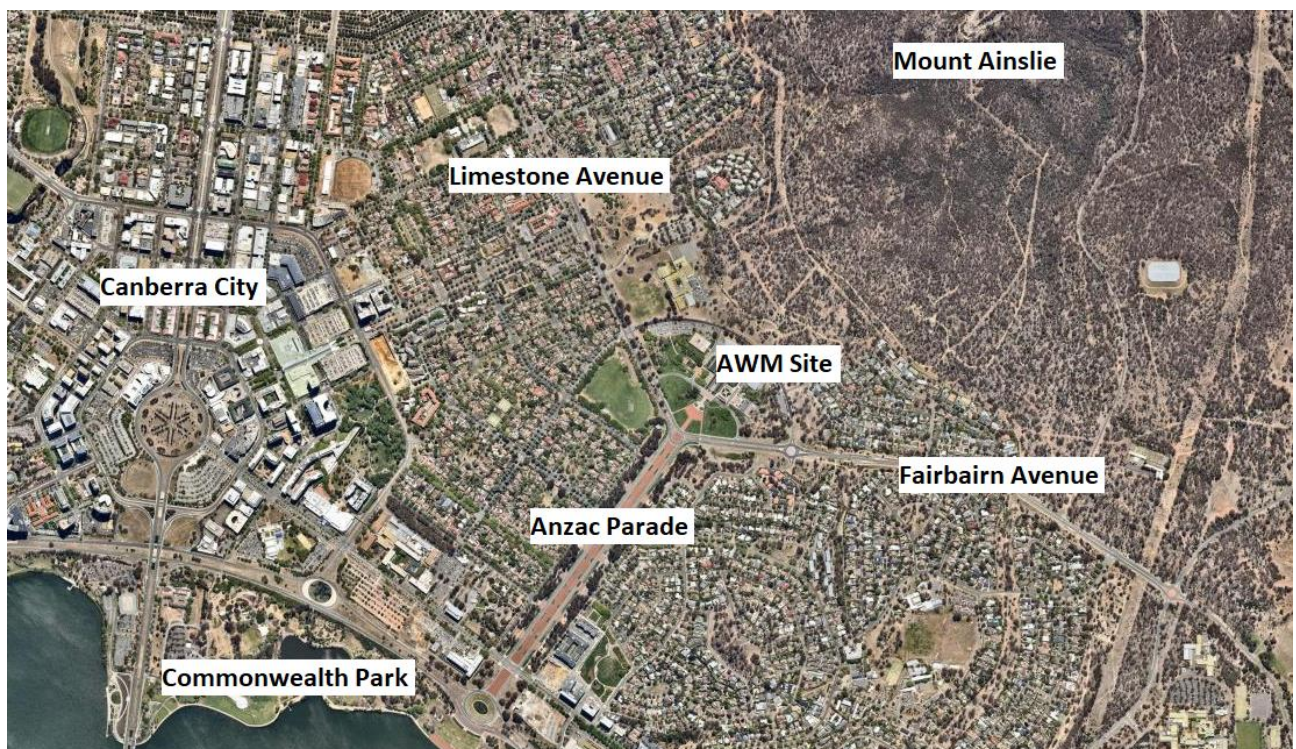 Mount Ainslie
Limestone Avenue
Canberra City
AWM Site
Fairbairn Avenue
Anzac Parade
Commonwealth Park